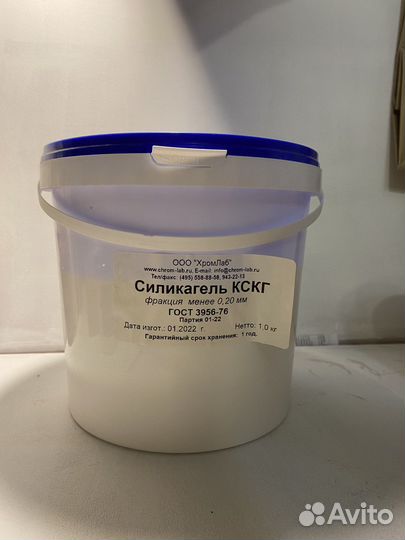 ООО "ХромЛаб"
www.chrom-lab.ru, E-mail: info@chrom-lab.ru
Тел/факс: (495) 558-88-58, 943-22-13
Силикагель КСКГ
фракция менее 0,20 мм
ГОСТ 3956-76
Партия 01-22
Дата изгот.: 01.2022 г. Нетто: 1,0 кг
Гарантийный срок хранения: 1 год.
Avito